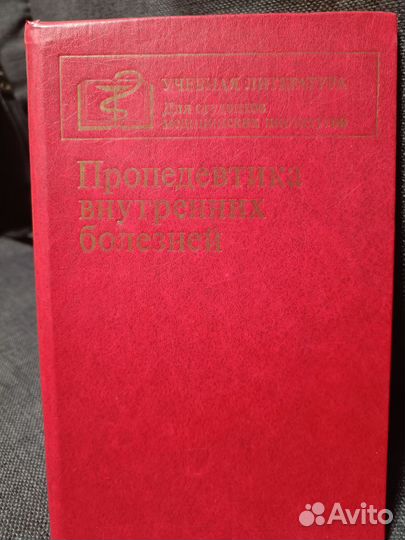 УЧЕБНАЯ ЛИТЕРАТУРА
Для студентов
медицинских институтов
Пропедевтика
внутренних
болезней
Avito